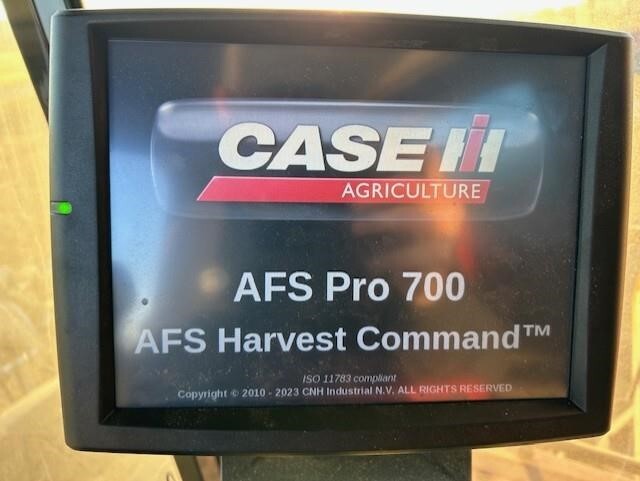 CASE IH
AGRICULTURE
AFS Pro 700
AFS Harvest Command™
ISO 11783 compliant
Copyright © 2010 - 2023 CNH Industrial N.V. ALL RIGHTS RESERVED